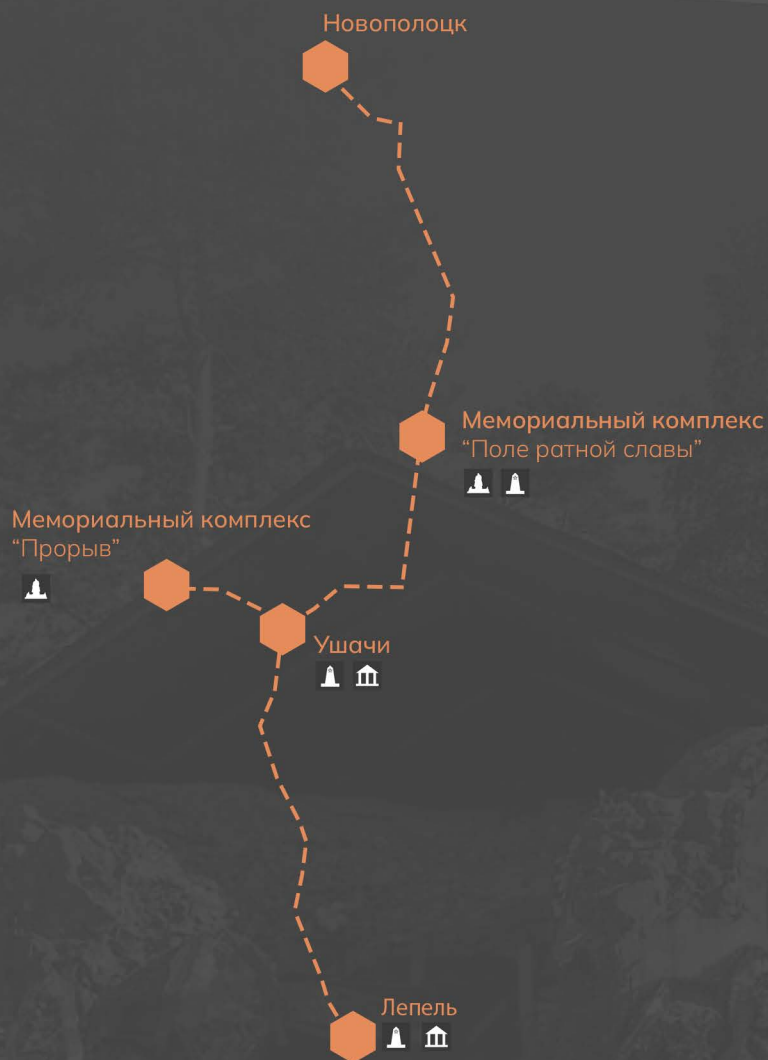 Новополоцк
Мемориальный комплекс
“Поле ратной славы”
Мемориальный комплекс
“Прорыв”
Ушачи
Лепель